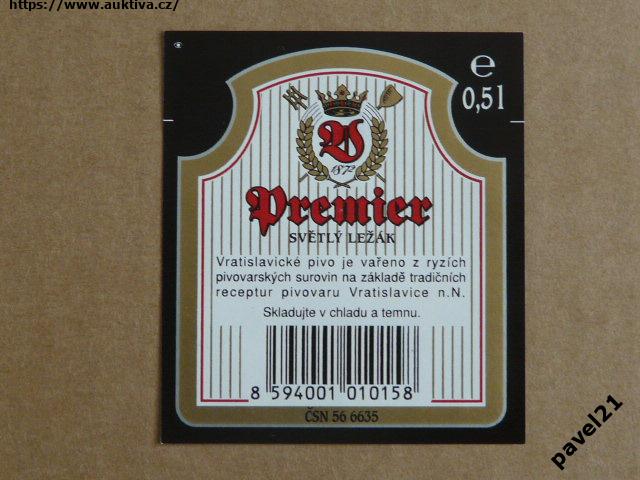 https://www.auktiva.cz/
e
0,5l
1872
Premier
SVĚTLÝ LEŽÁK
Vratislavické pivo je vařeno z ryzích
pivovarských surovin na základě tradičních
receptur pivovaru Vratislavice n.N.
Skladujte v chladu a temnu.
8 594001 010158
ČSN 56 6635
pavel21